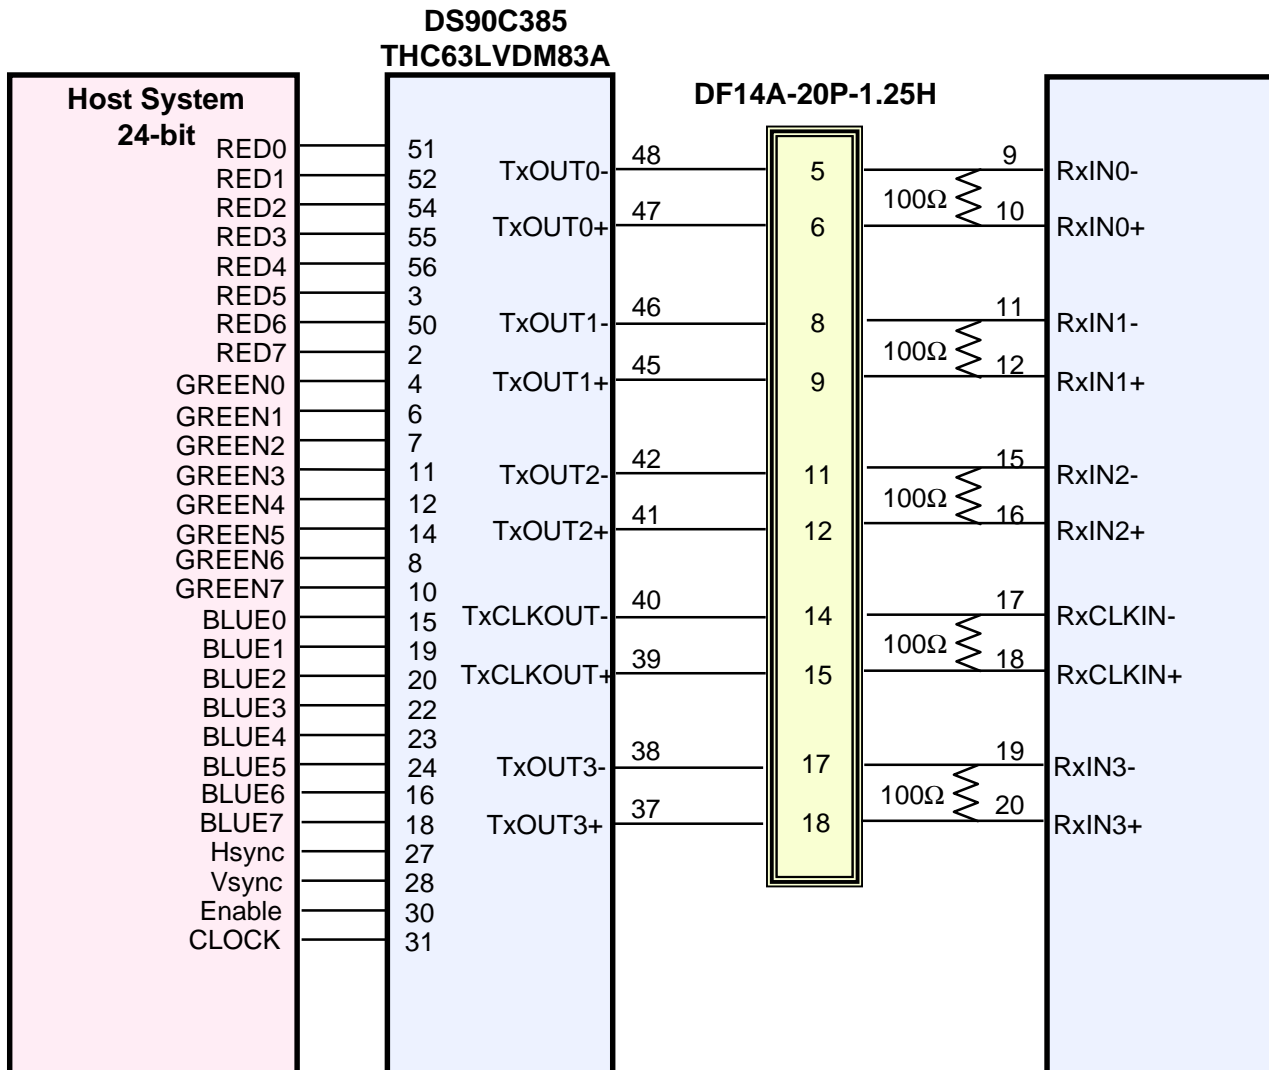 DS90C385
THC63LVDM83A
DF14A-20P-1.25H
Host System
24-bit
RED0
RED1
RED2
RED3
RED4
RED5
RED6
RED7
GREEN0
GREEN1
GREEN2
GREEN3
GREEN4
GREEN5
GREEN6
GREEN7
BLUE0
BLUE1
BLUE2
BLUE3
BLUE4
BLUE5
BLUE6
BLUE7
Hsync
Vsync
Enable
CLOCK
51
52
54
55
56
3
50
2
4
6
7
11
12
14
8
10
15
19
20
22
23
24
16
18
27
28
30
31
TxOUT0- 48 5 9 RxIN0-
100Ω
TxOUT0+ 47 6 10 RxIN0+
TxOUT1- 46 8 11 RxIN1-
100Ω
TxOUT1+ 45 9 12 RxIN1+
TxOUT2- 42 11 15 RxIN2-
100Ω
TxOUT2+ 41 12 16 RxIN2+
TxCLKOUT- 40 14 17 RxCLKIN-
100Ω
TxCLKOUT+ 39 15 18 RxCLKIN+
TxOUT3- 38 17 19 RxIN3-
100Ω
TxOUT3+ 37 18 20 RxIN3+